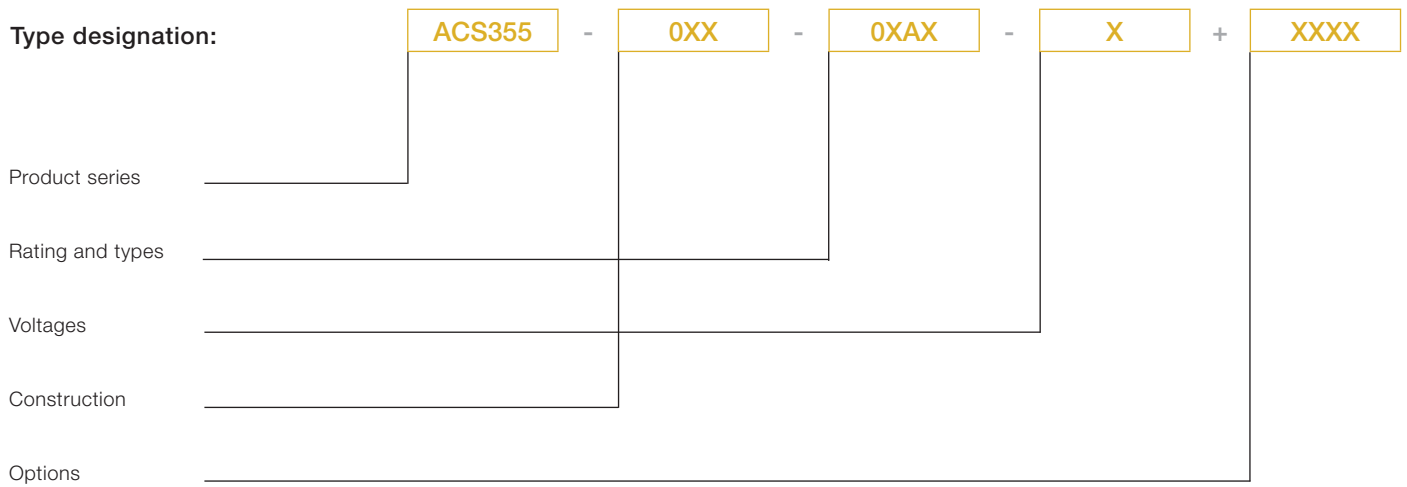 Type designation: ACS355 - 0XX - 0XAX - X + XXXX
Product series
Rating and types
Voltages
Construction
Options